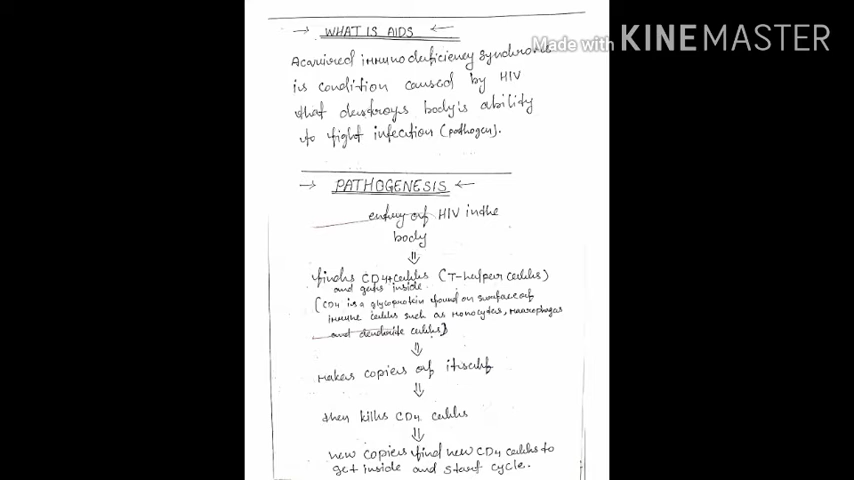 → WHAT IS AIDS ←
Made with KINEMASTER
Acquired immunodeficiency syndrome
is condition caused by HIV
that destroys body's ability
to fight infection (pathogen).
→ PATHOGENESIS ←
entry of HIV in the
body
⇓
finds CD4+ cells (T-helper cells)
and gets inside
(CD4 is a glycoprotein found on surface of
immune cells such as monocytes, macrophages
and dendrite cells)
⇓
Makes copies of itself
⇓
then kills CD4 cells
⇓
new copies find new CD4 cells to
get inside and start cycle.